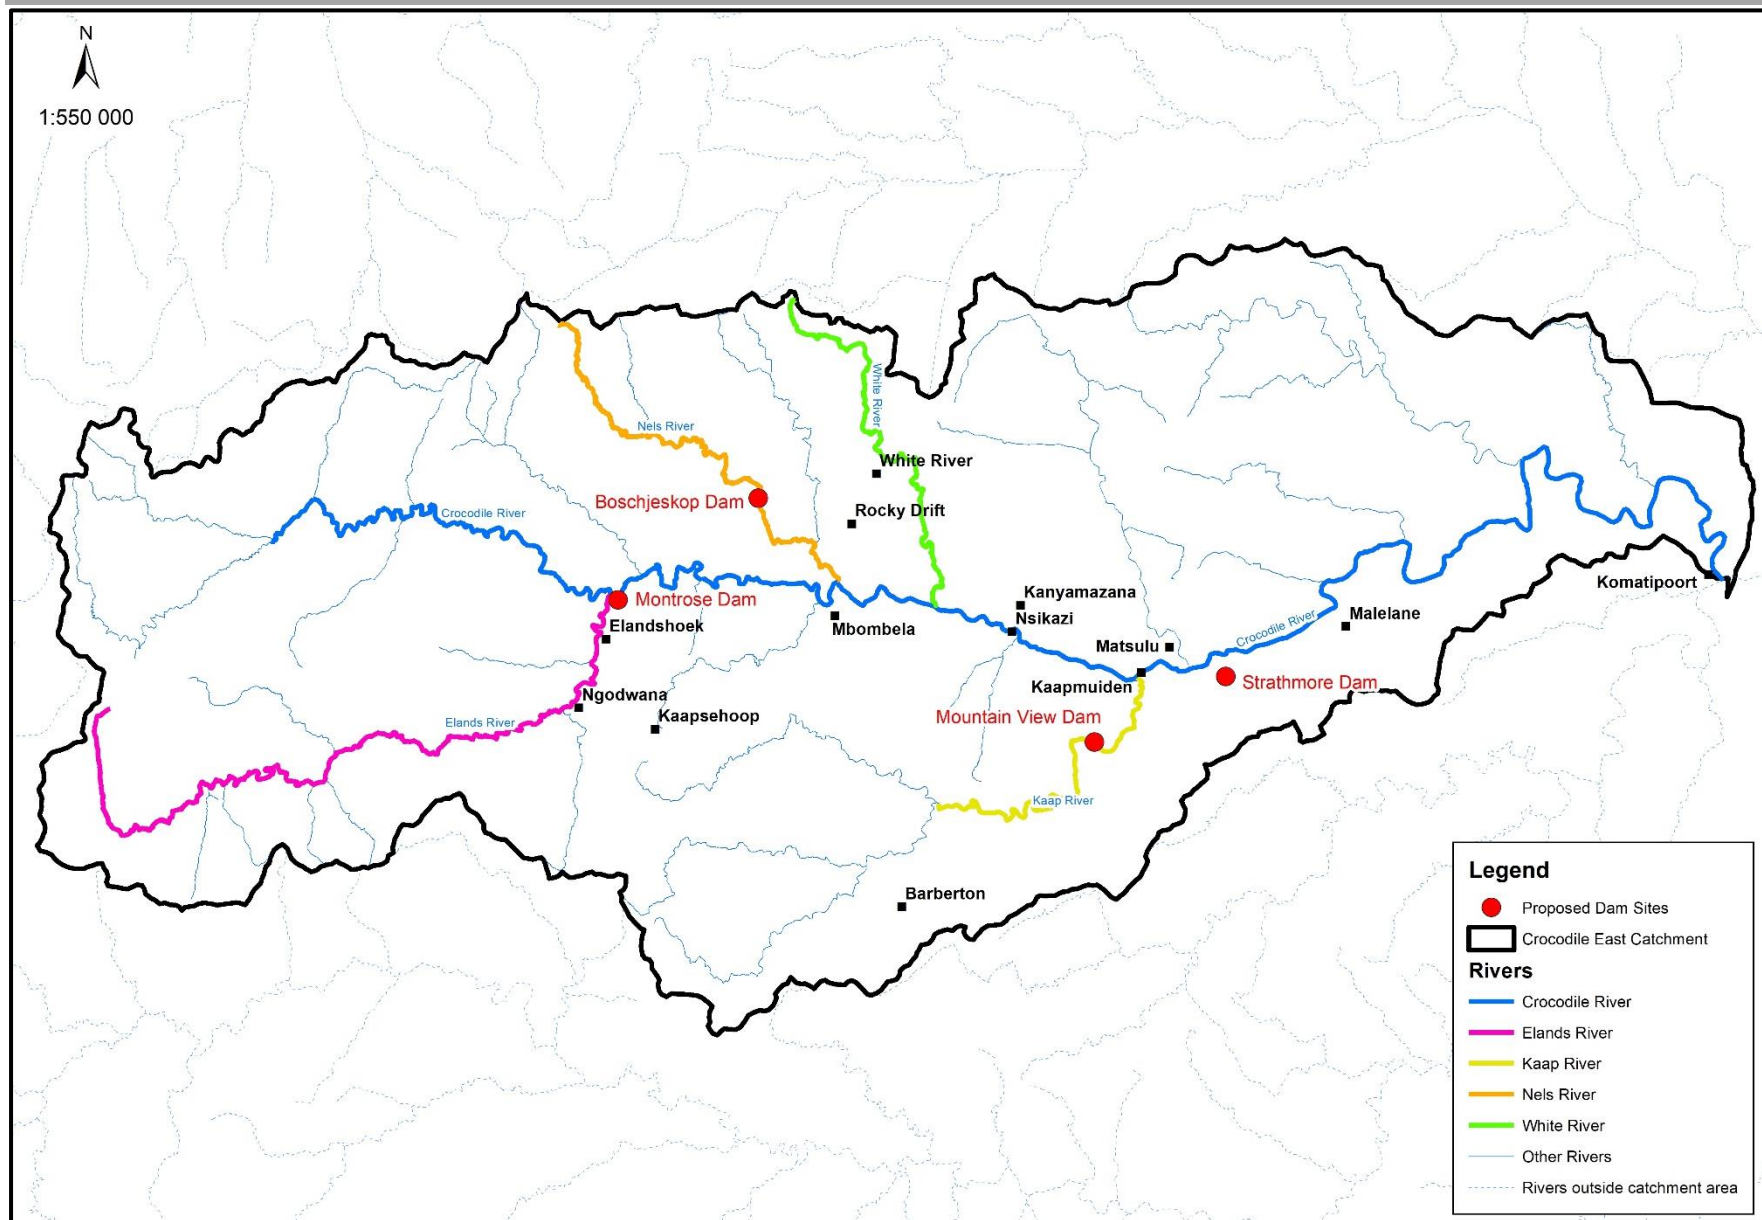 N
1:550 000
White River
Nels River
White River
Boschjeskop Dam
Rocky Drift
Crocodile River
Komatipoort
Kanyamazana
Montrose Dam
Nsikazi
Malelane
Elandshoek
Mbombela
Crocodile River
Matsulu
Kaapmuiden
Strathmore Dam
Ngodwana
Kaapsehoop
Mountain View Dam
Elands River
Kaap River
Barberton
Legend
Proposed Dam Sites
Crocodile East Catchment
Rivers
Crocodile River
Elands River
Kaap River
Nels River
White River
Other Rivers
Rivers outside catchment area